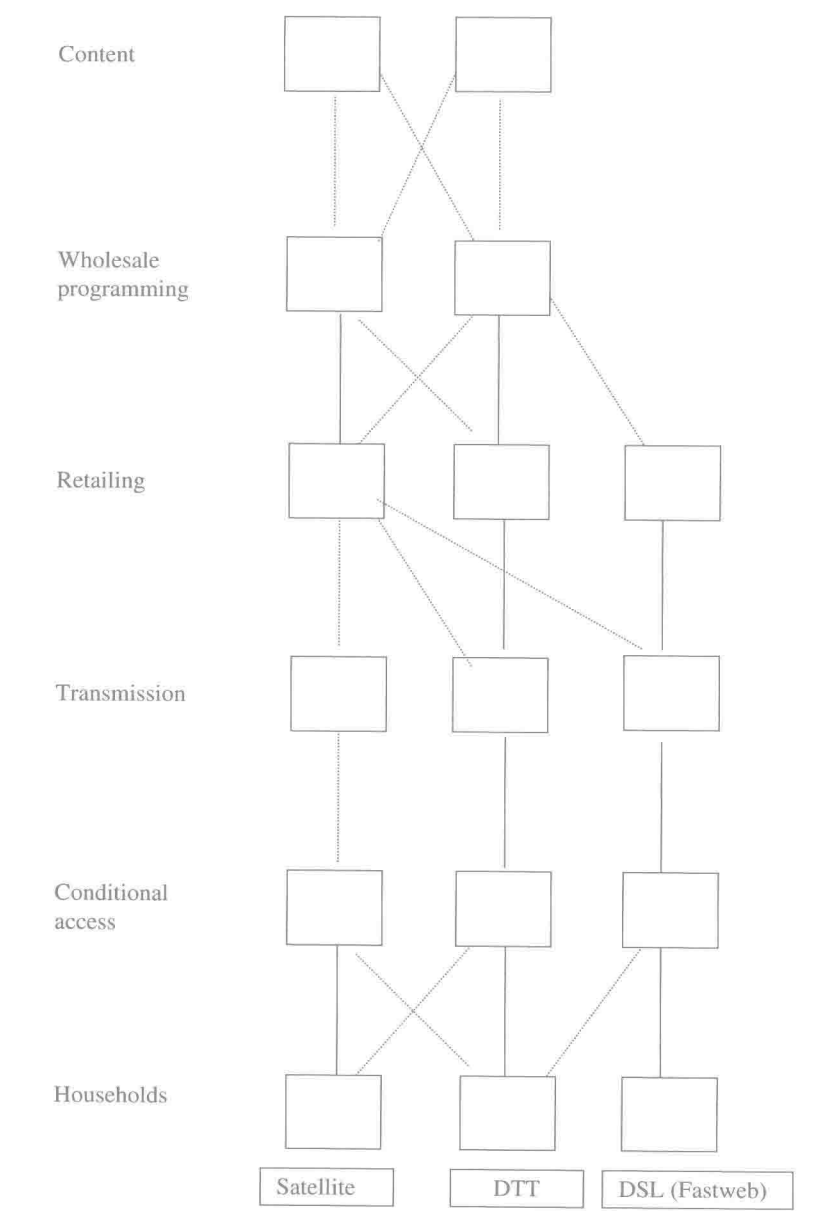 Content
Wholesale
programming
Retailing
Transmission
Conditional
access
Households
Satellite
DTT
DSL (Fastweb)